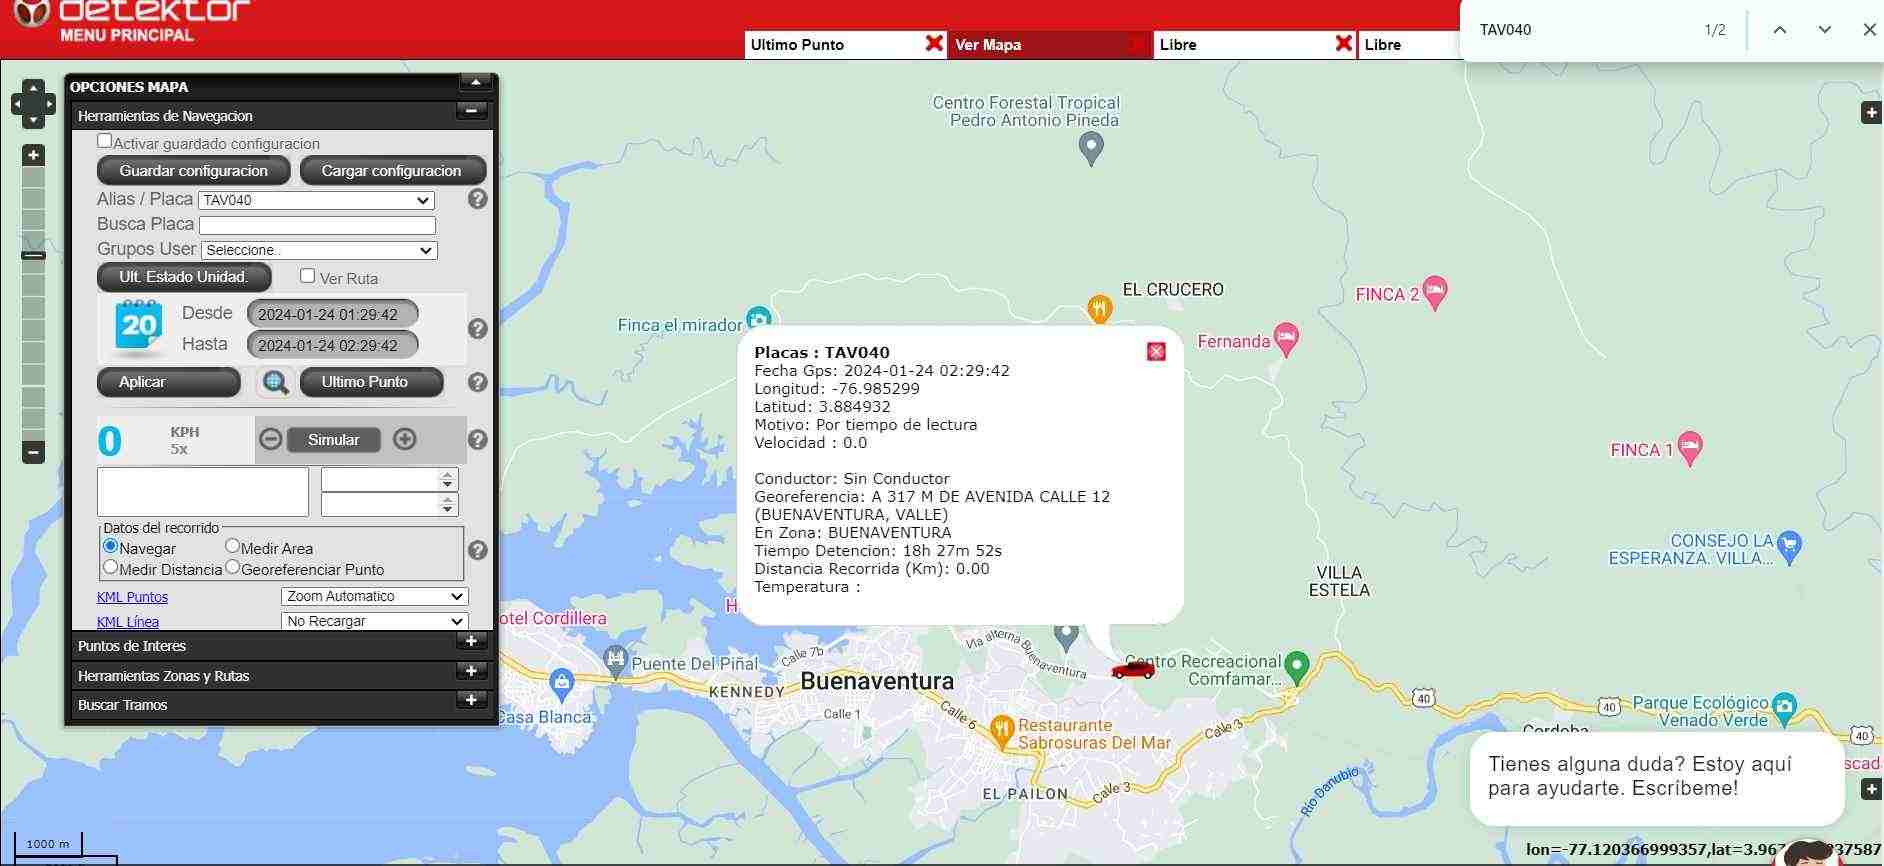 detektor
MENU PRINCIPAL
Ultimo Punto
Ver Mapa
Libre
Libre
TAV040
1/2
OPCIONES MAPA
Herramientas de Navegacion
Activar guardado configuracion
Guardar configuracion
Cargar configuracion
Alias / Placa
TAV040
Busca Placa
Grupos User
Seleccione..
Ult. Estado Unidad.
Ver Ruta
20
Desde
2024-01-24 01:29:42
Hasta
2024-01-24 02:29:42
Aplicar
Ultimo Punto
0
KPH
5x
Simular
Datos del recorrido
Navegar
Medir Area
Medir Distancia
Georeferenciar Punto
KML Puntos
Zoom Automatico
KML Línea
No Recargar
Puntos de Interes
Herramientas Zonas y Rutas
Buscar Tramos
Centro Forestal Tropical
Pedro Antonio Pineda
EL CRUCERO
Finca el mirador
FINCA 2
Fernanda
FINCA 1
CONSEJO LA
ESPERANZA. VILLA...
VILLA
ESTELA
Placas : TAV040
Fecha Gps: 2024-01-24 02:29:42
Longitud: -76.985299
Latitud: 3.884932
Motivo: Por tiempo de lectura
Velocidad : 0.0
Conductor: Sin Conductor
Georeferencia: A 317 M DE AVENIDA CALLE 12
(BUENAVENTURA, VALLE)
En Zona: BUENAVENTURA
Tiempo Detencion: 18h 27m 52s
Distancia Recorrida (Km): 0.00
Temperatura :
H
otel Cordillera
Puente Del Piñal
Calle 7b
Via alterna Buenaventura
Centro Recreacional
Comfamar...
KENNEDY
Buenaventura
Casa Blanca
Calle 1
Calle 6
Restaurante
Sabrosuras Del Mar
Calle 3
EL PAILON
Calle 3
Río Danubio
40
40
40
Parque Ecológico
Venado Verde
Cordoba
scad
Tienes alguna duda? Estoy aquí
para ayudarte. Escríbeme!
1000 m
lon=-77.120366999357,lat=3.967
37587